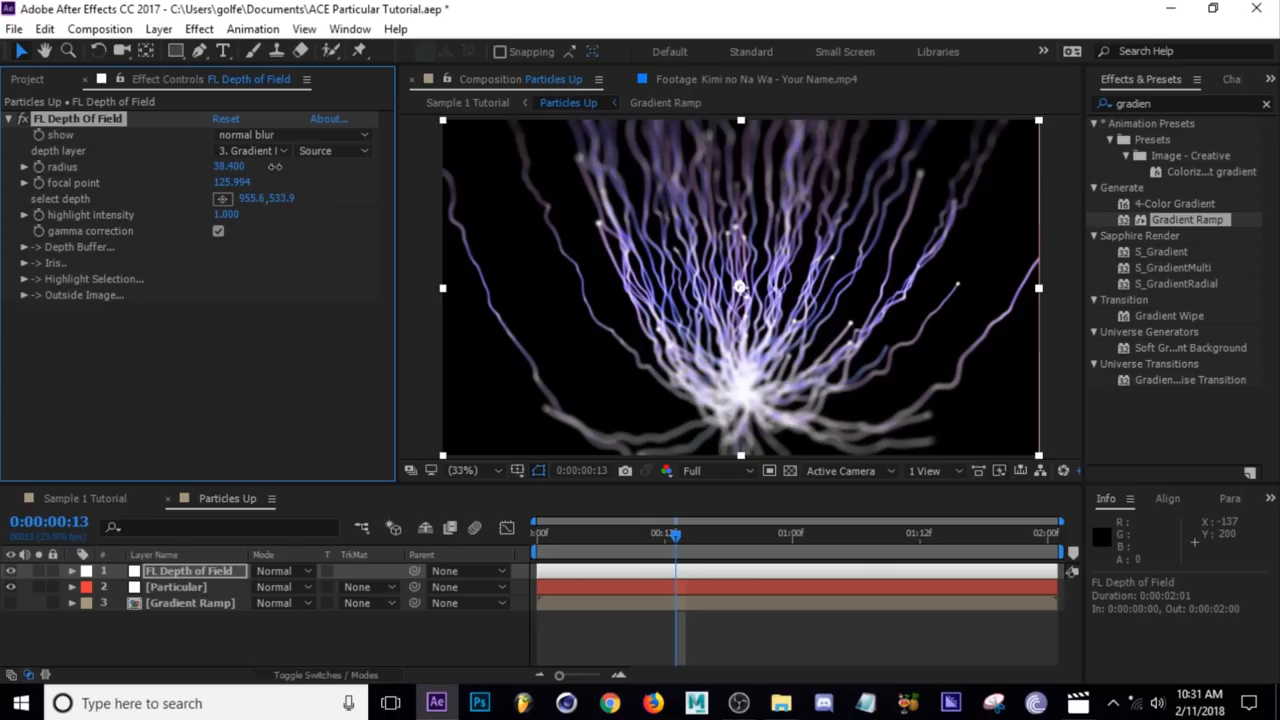 Adobe After Effects CC 2017 - C:\Users\golfe\Documents\ACE Particular Tutorial.aep *
File Edit Composition Layer Effect Animation View Window Help
Snapping Default Standard Small Screen Libraries Search Help
Project Effect Controls FL Depth of Field
Composition Particles Up
Footage Kimi no Na Wa - Your Name.mp4
Effects & Presets Cha
Particles Up • FL Depth of Field
Sample 1 Tutorial Particles Up Gradient Ramp
graden
FL Depth Of Field Reset About...
show normal blur
depth layer 3. Gradient Source
radius 38.400
focal point 125.994
select depth 955.6,533.9
highlight intensity 1.000
gamma correction
-> Depth Buffer...
-> Iris..
-> Highlight Selection...
-> Outside Image...
* Animation Presets
Presets
Image - Creative
Coloriz...t gradient
Generate
4-Color Gradient
Gradient Ramp
Sapphire Render
S_Gradient
S_GradientMulti
S_GradientRadial
Transition
Gradient Wipe
Universe Generators
Soft Gr...nt Background
Universe Transitions
Gradien...ise Transition
(33%) 0:00:00:13 Full Active Camera 1 View
Sample 1 Tutorial Particles Up
Info Align Para
0:00:00:13
00013 (23.976 fps)
:00f 00:12f 01:00f 01:12f 02:00f
# Layer Name Mode T TrkMat Parent
1 FL Depth of Field Normal None
2 [Particular] Normal None None
3 [Gradient Ramp] Normal None None
Toggle Switches / Modes
R:
G:
B:
A: 0
X: -137
Y: 200
FL Depth of Field
Duration: 0:00:02:01
In: 0:00:00:00, Out: 0:00:02:00
Type here to search
Ae Ps M
10:31 AM
2/11/2018